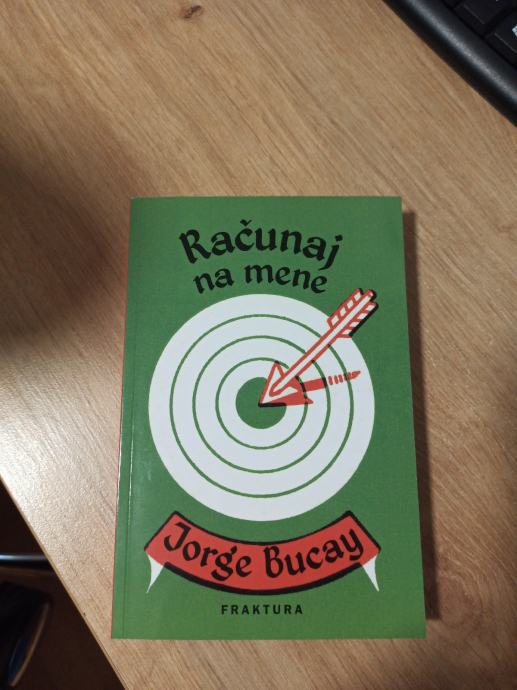 Računaj
na mene
Jorge Bucay
FRAKTURA